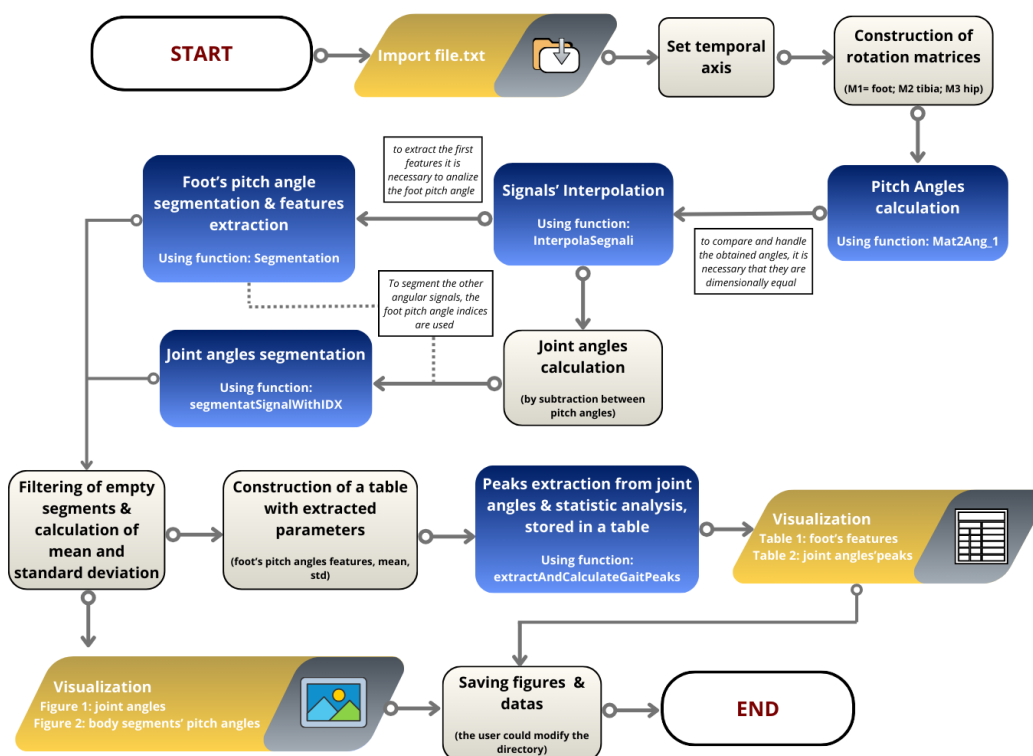 START
Import file.txt
Set temporal
axis
Construction of
rotation matrices
(M1= foot; M2 tibia; M3 hip)
to extract the first
features it is
necessary to analize
the foot pitch angle
Foot's pitch angle
segmentation & features
extraction
Using function: Segmentation
Signals' Interpolation
Using function:
InterpolaSegnali
Pitch Angles
calculation
Using function: Mat2Ang_1
to compare and handle
the obtained angles, it is
necessary that they are
dimensionally equal
To segment the other
angular signals, the
foot pitch angle indices
are used
Joint angles segmentation
Using function:
segmentatSignalWithIDX
Joint angles
calculation
(by subtraction between
pitch angles)
Filtering of empty
segments &
calculation of
mean and
standard deviation
Construction of a table
with extracted
parameters
(foot's pitch angles features, mean,
std)
Peaks extraction from joint
angles & statistic analysis,
stored in a table
Using function:
extractAndCalculateGaitPeaks
Visualization
Table 1: foot's features
Table 2: joint angles'peaks
Visualization
Figure 1: joint angles
Figure 2: body segments' pitch angles
Saving figures & 
datas
(the user could modify the
directory)
END